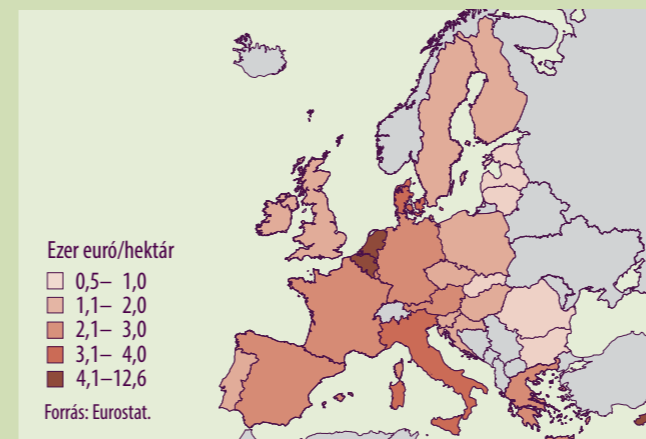 Ezer euró/hektár
0,5– 1,0
1,1– 2,0
2,1– 3,0
3,1– 4,0
4,1–12,6
Forrás: Eurostat.